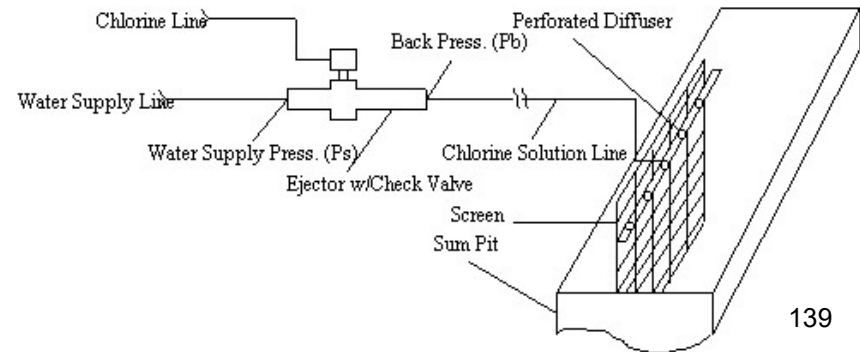 Chlorine Line
Perforated Diffuser
Back Press. (Pb)
Water Supply Line
Water Supply Press. (Ps)
Chlorine Solution Line
Ejector w/Check Valve
Screen
Sum Pit
139